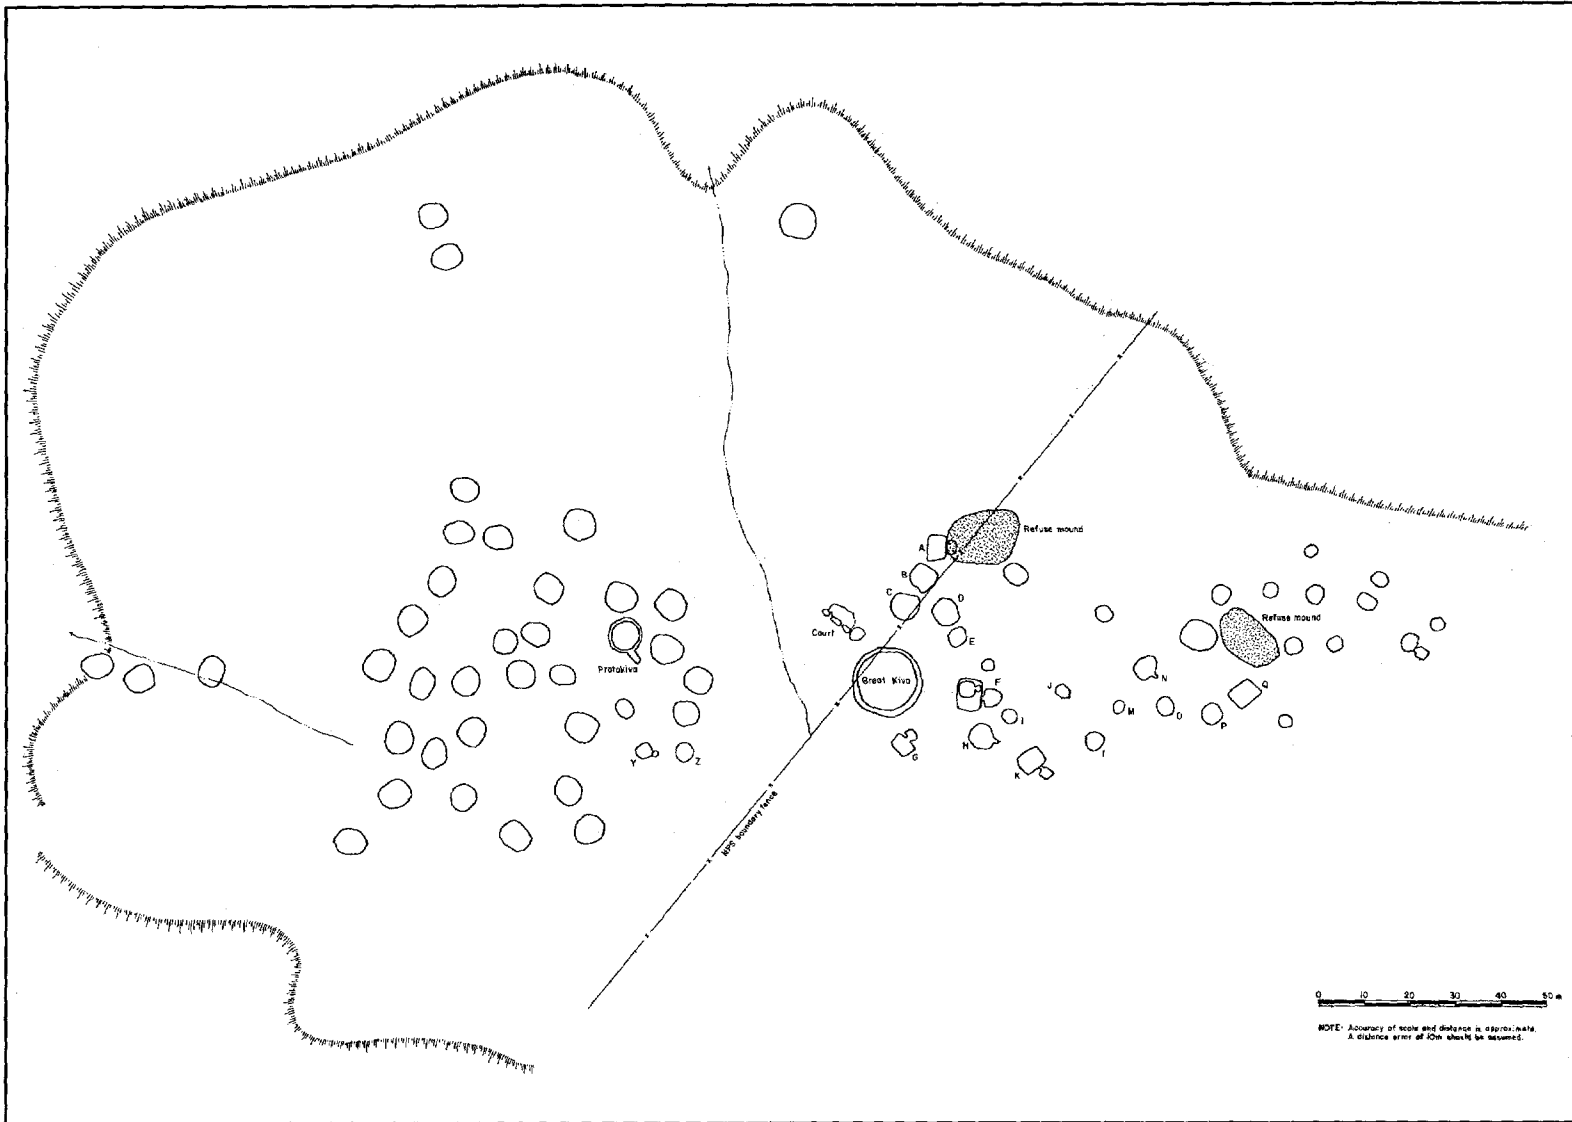 Refuse mound
A
B
C
D
E
Court
Great Kiva
Protokiva
F
J
G
H
K
J
M
N
O
P
Q
Refuse mound
Y
Z
NPS boundary fence
0 10 20 30 40 50 m
NOTE: Accuracy of scale and distance is approximate.
A distance error of 10m should be assumed.